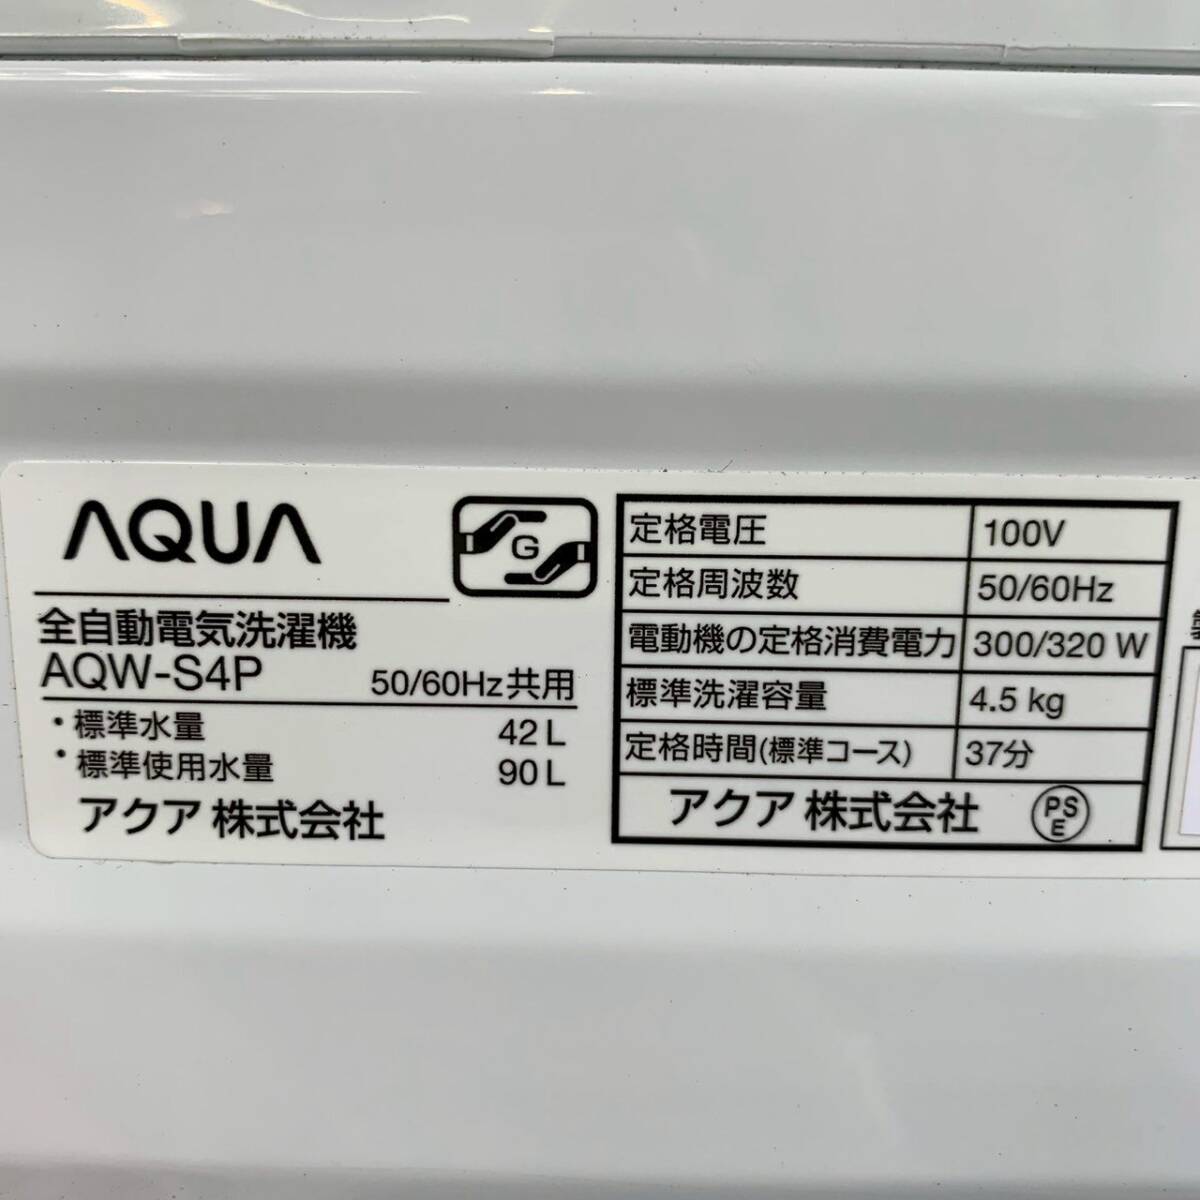 AQUA
G
全自動電気洗濯機
AQW-S4P 50/60Hz共用
・標準水量 42L
・標準使用水量 90L
アクア 株式会社
定格電圧 100V
定格周波数 50/60Hz
電動機の定格消費電力 300/320 W
標準洗濯容量 4.5 kg
定格時間(標準コース) 37分
アクア 株式会社 PSE